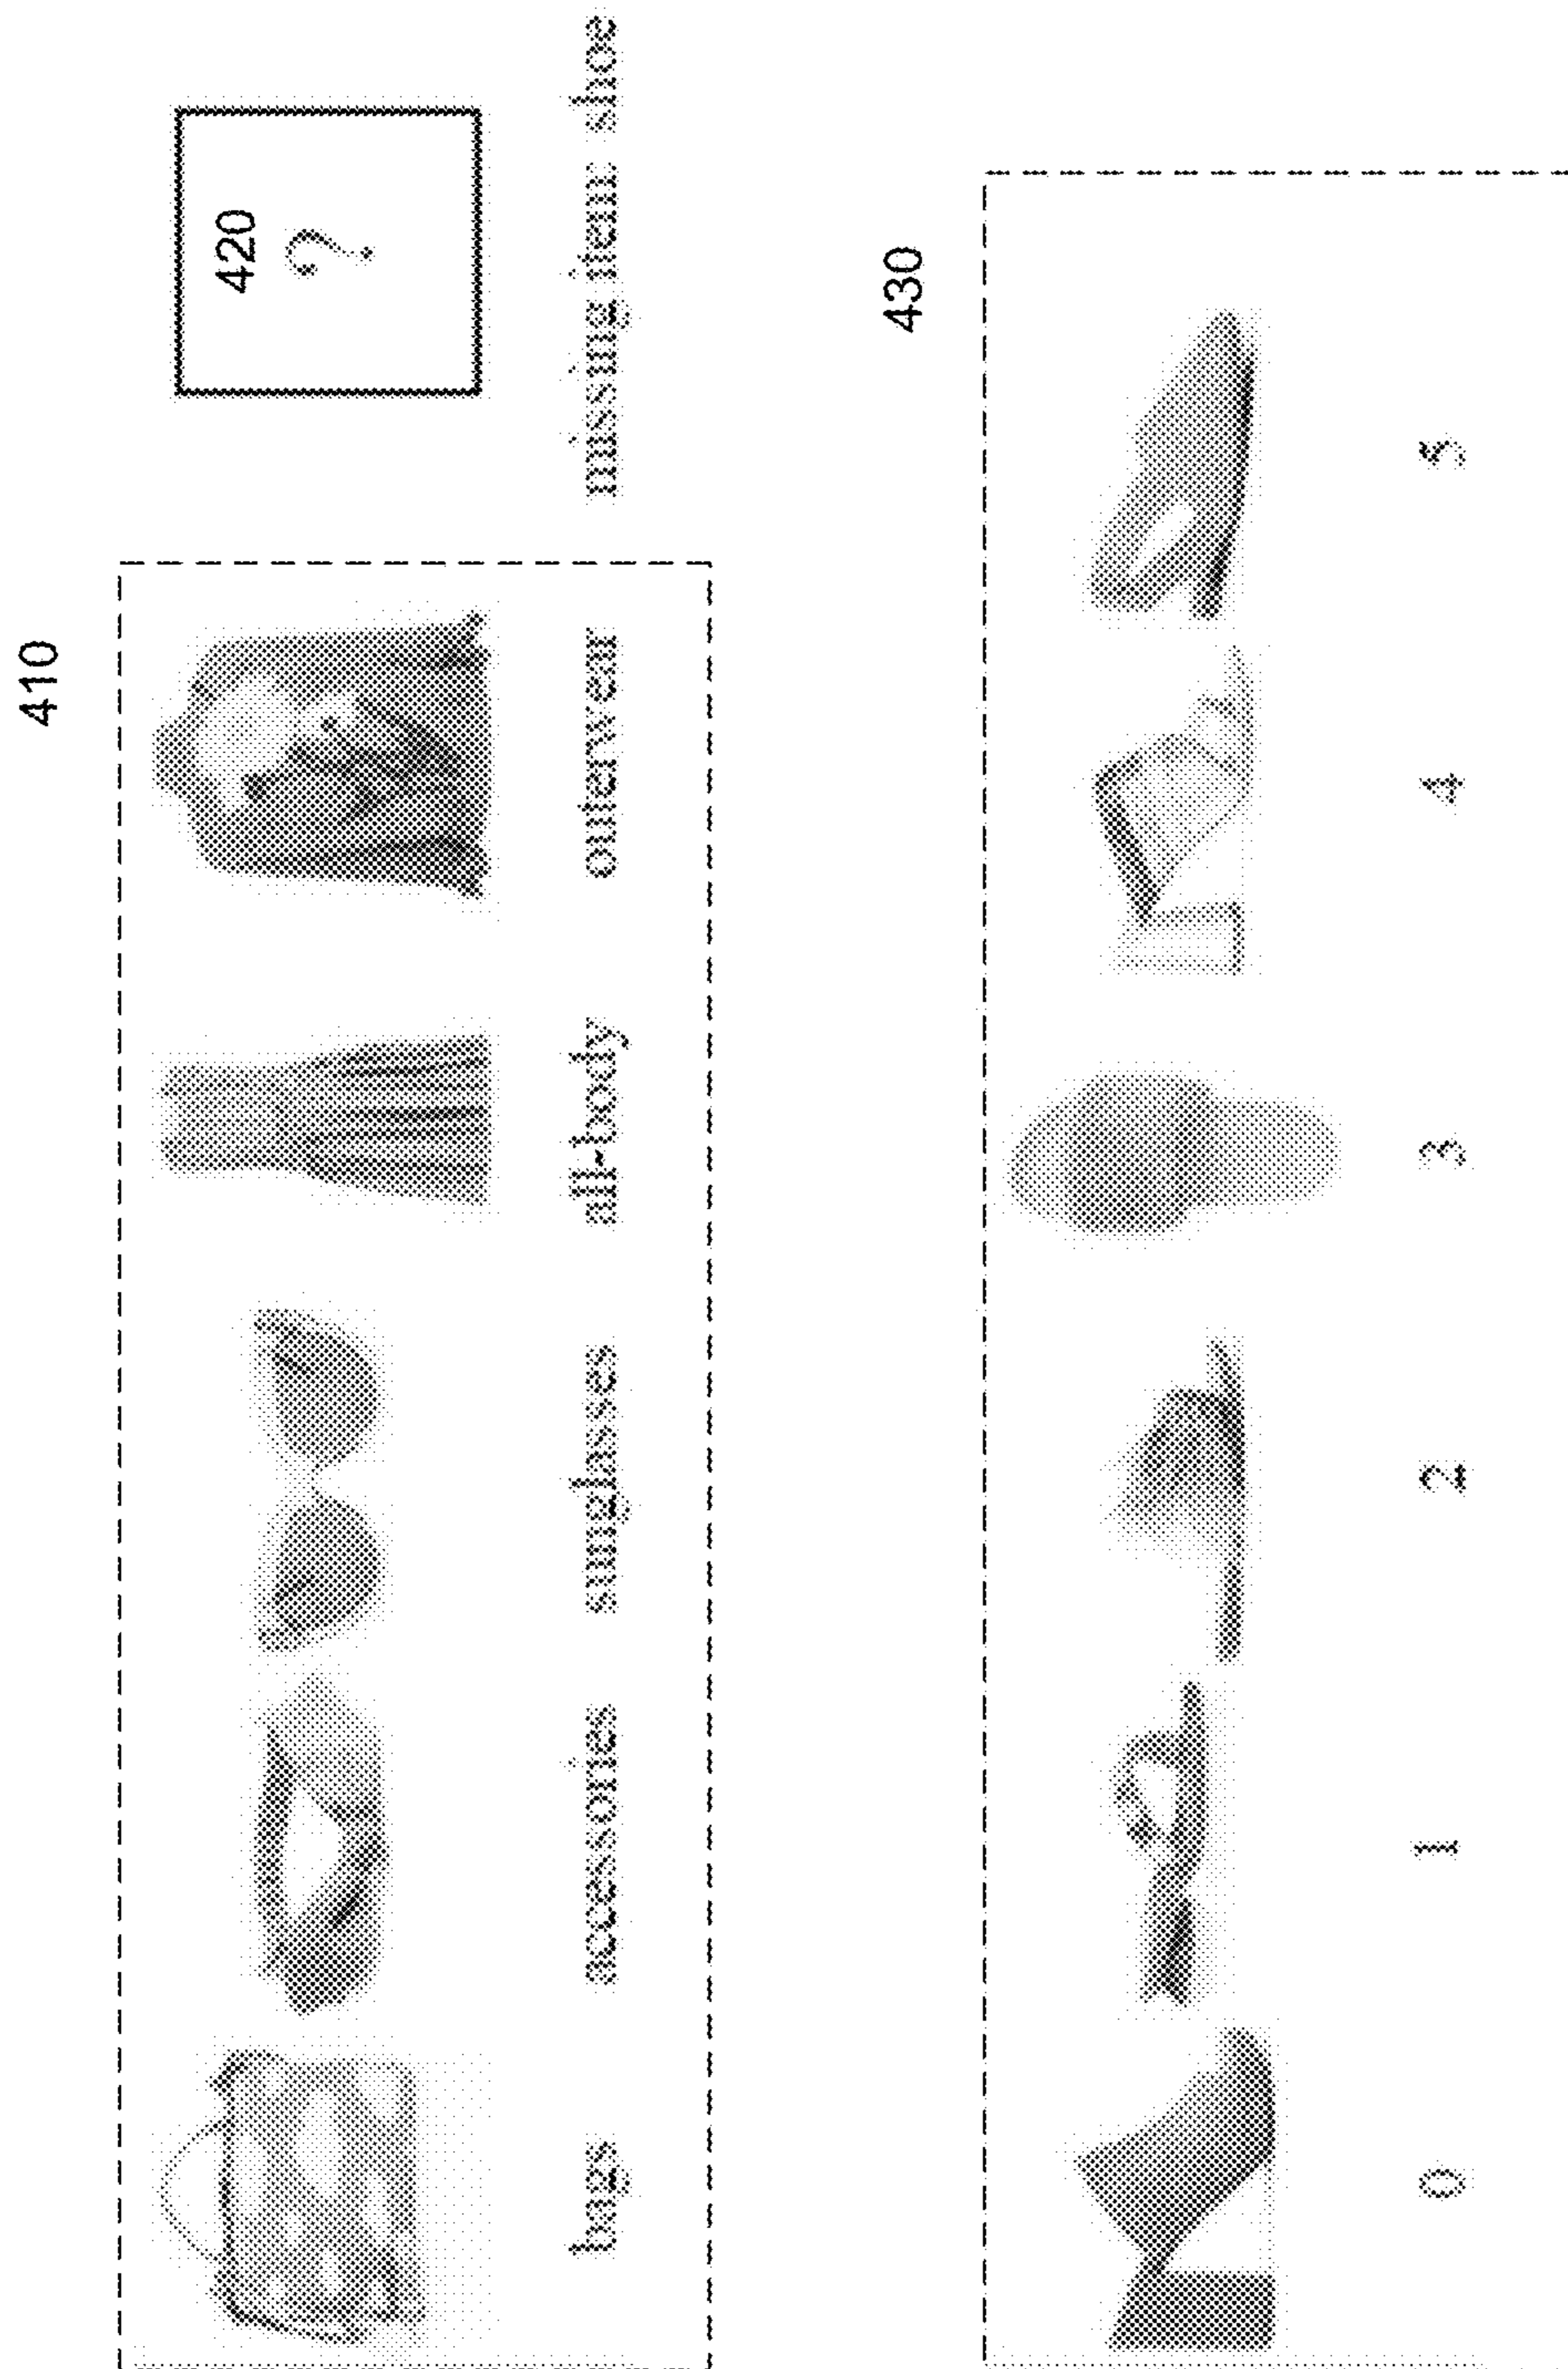 410
bags accessories sunglasses all-body outerwear
420
?
missing item: shoe
430
0 1 2 3 4 5